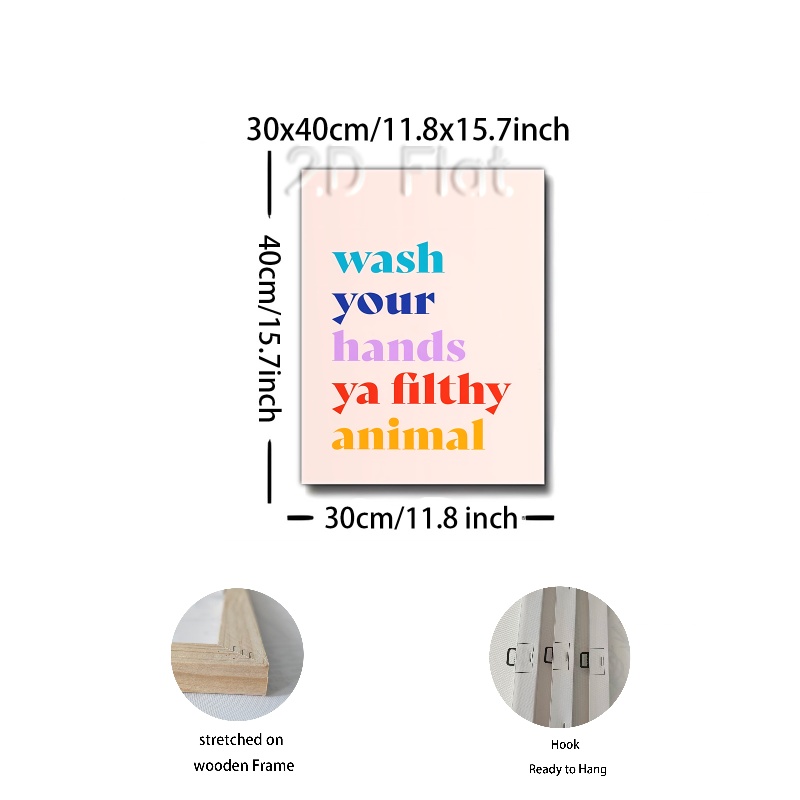 30x40cm/11.8x15.7inch
2D Flat
40cm/15.7inch
wash
your
hands
ya filthy
animal
30cm/11.8 inch
stretched on
wooden Frame
Hook
Ready to Hang